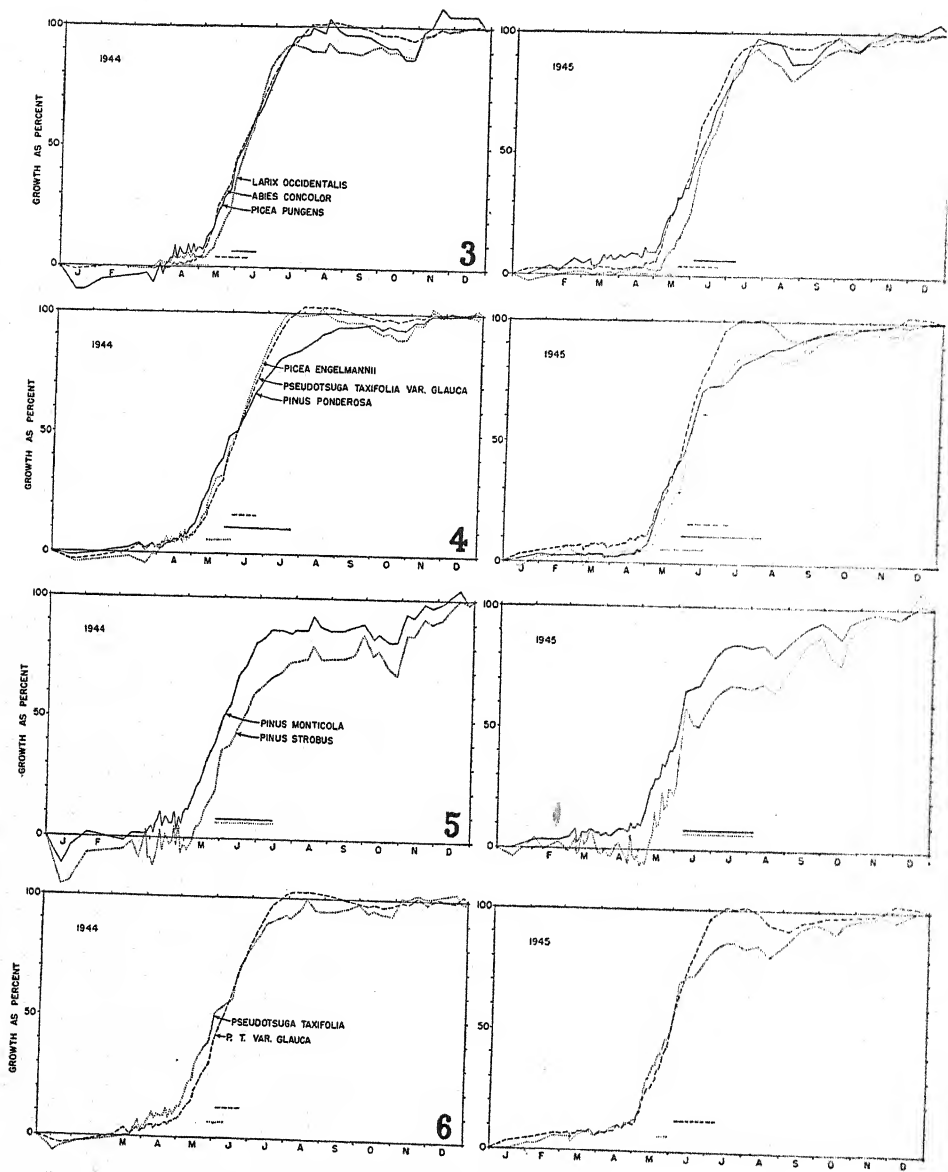 100
1944
50
GROWTH AS PERCENT
LARIX OCCIDENTALIS
ABIES CONCOLOR
PICEA PUNGENS
0
J F A M J J A S O N D
3
100
1945
50
0
F M A M J J A S O N D
100
1944
50
GROWTH AS PERCENT
PICEA ENGELMANNII
PSEUDOTSUGA TAXIFOLIA VAR. GLAUCA
PINUS PONDEROSA
0
A M J J A S O N D
4
100
1945
50
0
J F M A M J J A S O N D
100
1944
50
GROWTH AS PERCENT
PINUS MONTICOLA
PINUS STROBUS
0
J F A M J J A S O N D
5
100
1945
50
0
F M A M J J A S O N D
100
1944
50
GROWTH AS PERCENT
PSEUDOTSUGA TAXIFOLIA
P. T. VAR. GLAUCA
0
J F M A M J J A S O N D
6
100
1945
50
0
J F M A M J J A S O N D